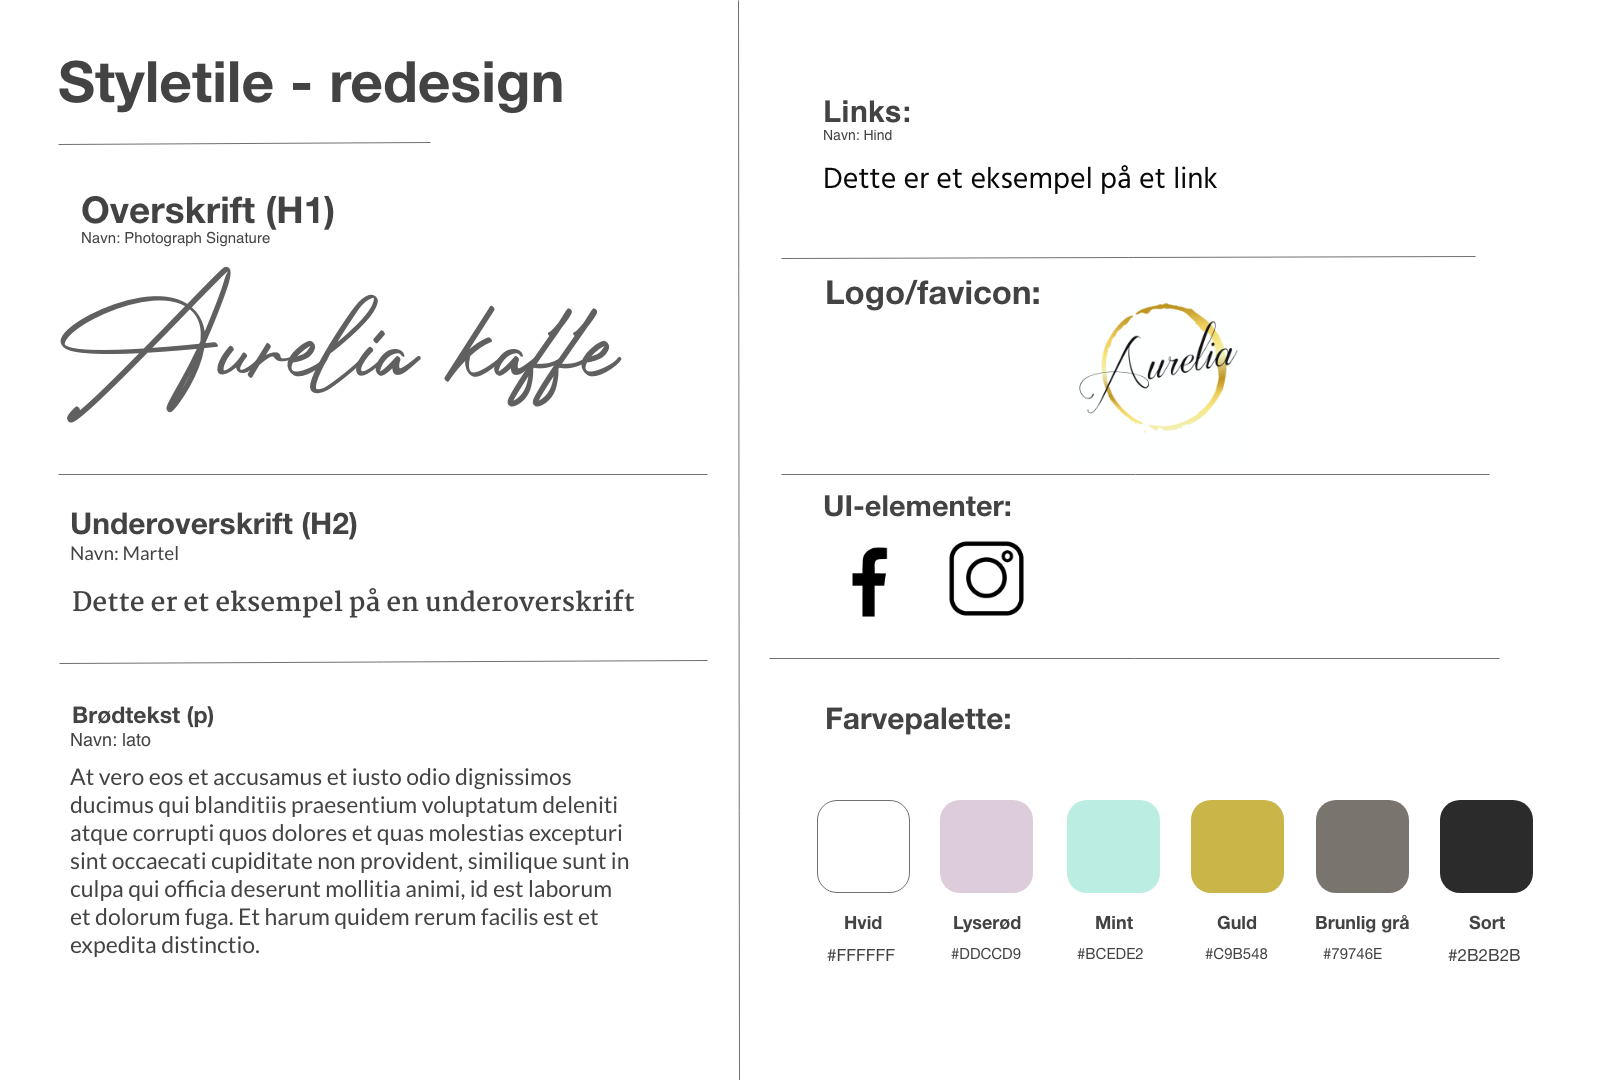 Styletile - redesign
Overskrift (H1)
Navn: Photograph Signature
Aurelia kaffe
Underoverskrift (H2)
Navn: Martel
Dette er et eksempel på en underoverskrift
Brødtekst (p)
Navn: lato
At vero eos et accusamus et iusto odio dignissimos
ducimus qui blanditiis praesentium voluptatum deleniti
atque corrupti quos dolores et quas molestias excepturi
sint occaecati cupiditate non provident, similique sunt in
culpa qui officia deserunt mollitia animi, id est laborum
et dolorum fuga. Et harum quidem rerum facilis est et
expedita distinctio.
Links:
Navn: Hind
Dette er et eksempel på et link
Logo/favicon:
Aurelia
UI-elementer:
Farvepalette:
Hvid Lyserød Mint Guld Brunlig grå Sort
#FFFFFF #DDCCD9 #BCEDE2 #C9B548 #79746E #2B2B2B